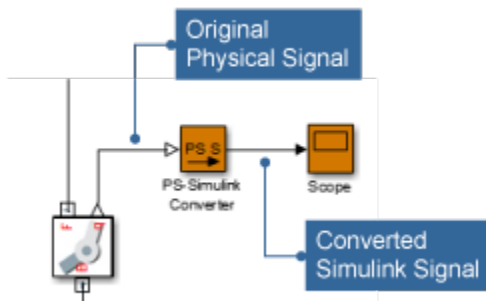 Original
Physical Signal
PS S
PS-Simulink
Converter
Scope
F
B
Converted
Simulink Signal